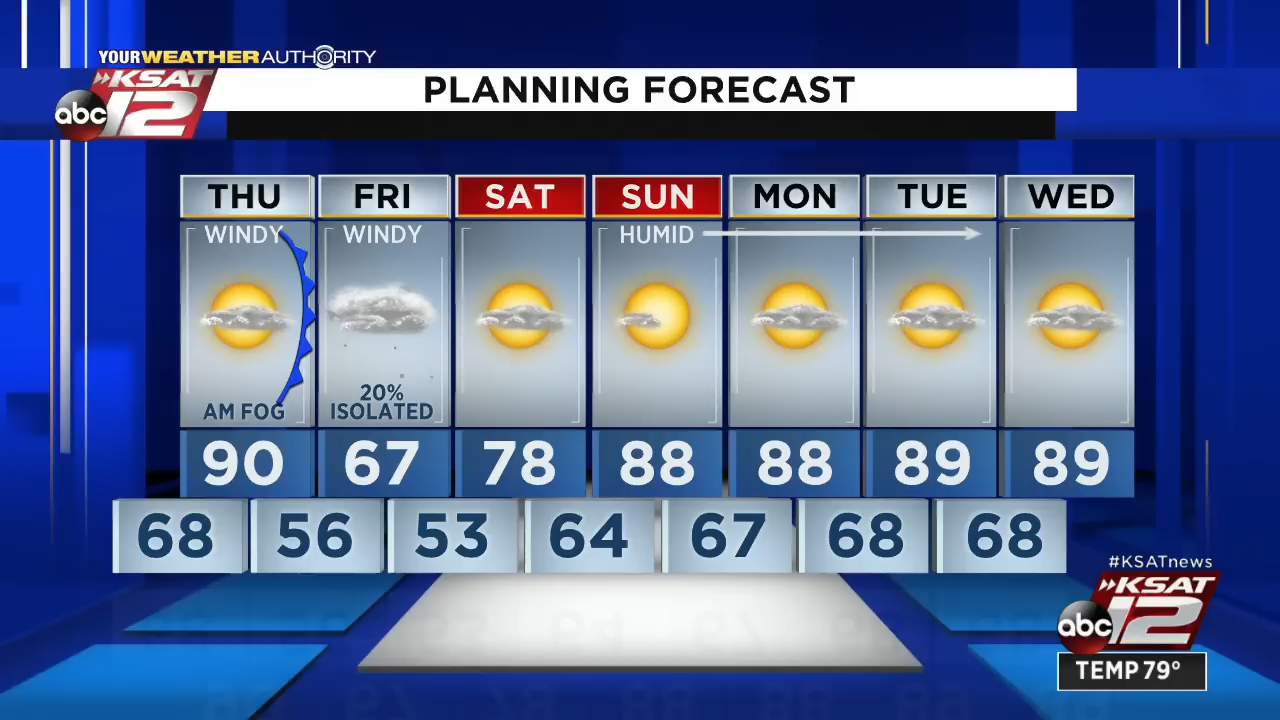 YOURWEATHERAUTHORITY
KSAT
abc 12
PLANNING FORECAST
THU FRI SAT SUN MON TUE WED
WINDY WINDY HUMID
AM FOG 20% ISOLATED
90 67 78 88 88 89 89
68 56 53 64 67 68 68
#KSATnews
KSAT
abc 12
TEMP 79°